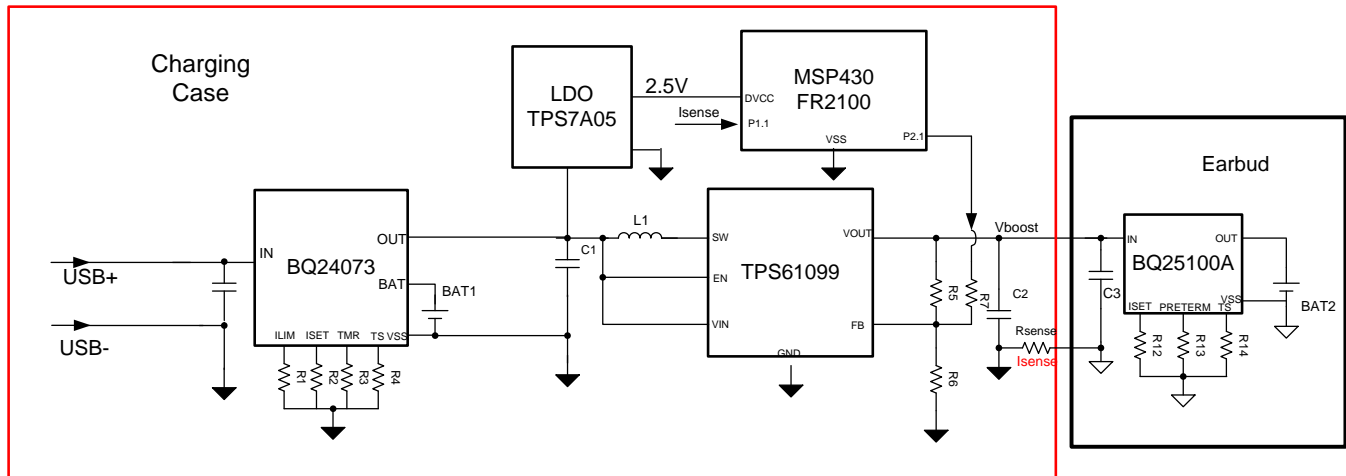 Charging
Case
LDO
TPS7A05
2.5V
Isense
MSP430
FR2100
DVCC
P1.1
VSS
P2.1
Earbud
USB+
USB-
IN
BQ24073
OUT
BAT
BAT1
ILIM
ISET
TMR
TS
VSS
R1
R2
R3
R4
C1
L1
SW
EN
VIN
TPS61099
VOUT
FB
GND
Vboost
R5
R7
R6
C2
Rsense
Isense
C3
IN
OUT
BQ25100A
VSS
ISET
PRETERM
TS
BAT2
R12
R13
R14